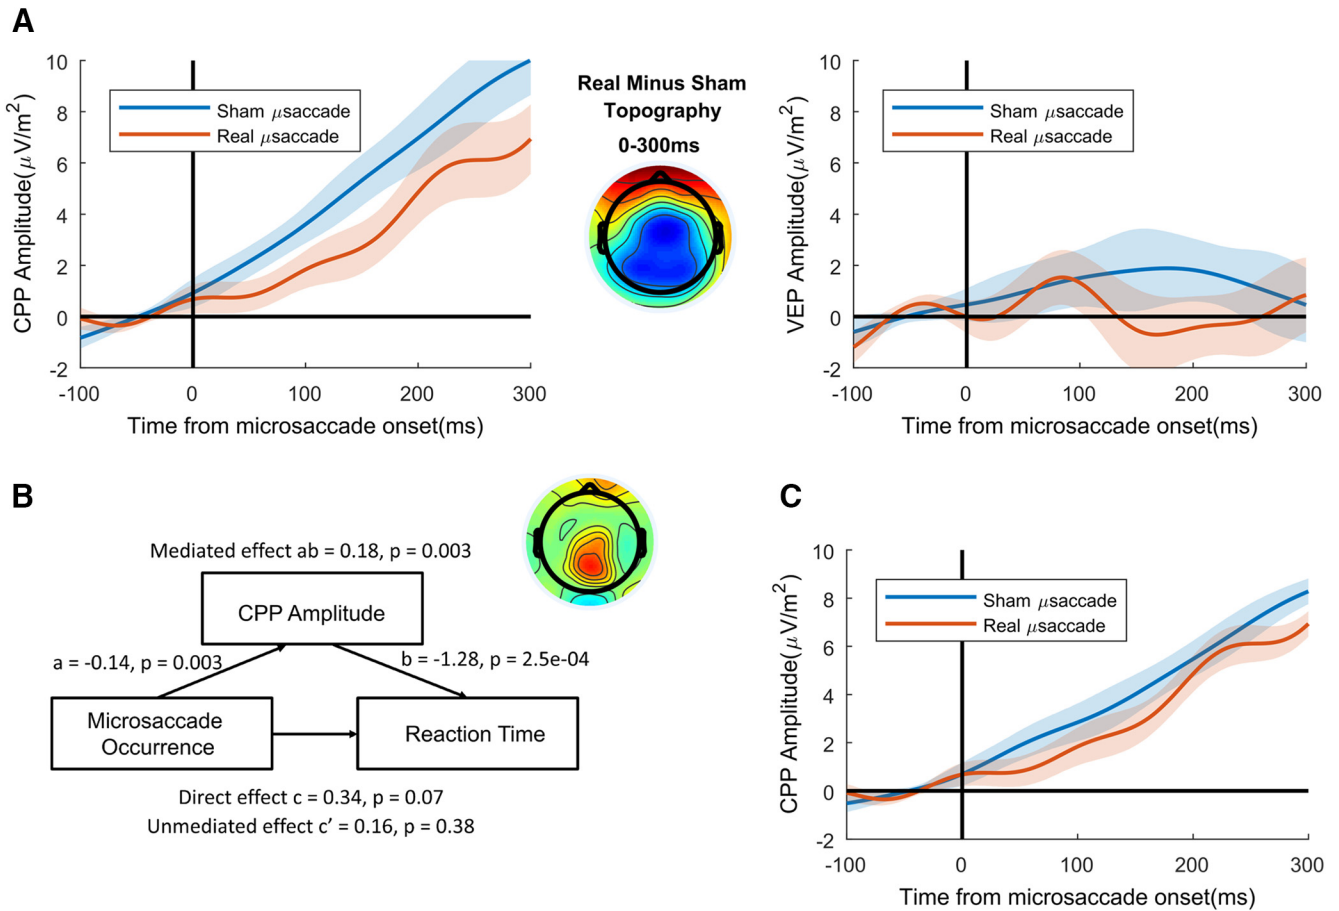 A
CPP Amplitude(μV/m²)
10
8
6
4
2
0
-2
Sham μsaccade
Real μsaccade
-100
0
100
200
300
Time from microsaccade onset(ms)
Real Minus Sham
Topography
0-300ms
VEP Amplitude(μV/m²)
10
8
6
4
2
0
-2
Sham μsaccade
Real μsaccade
-100
0
100
200
300
Time from microsaccade onset(ms)
B
Mediated effect ab = 0.18, p = 0.003
CPP Amplitude
a = -0.14, p = 0.003
b = -1.28, p = 2.5e-04
Microsaccade
Occurrence
Reaction Time
Direct effect c = 0.34, p = 0.07
Unmediated effect c’ = 0.16, p = 0.38
C
CPP Amplitude(μV/m²)
10
8
6
4
2
0
-2
Sham μsaccade
Real μsaccade
-100
0
100
200
300
Time from microsaccade onset(ms)